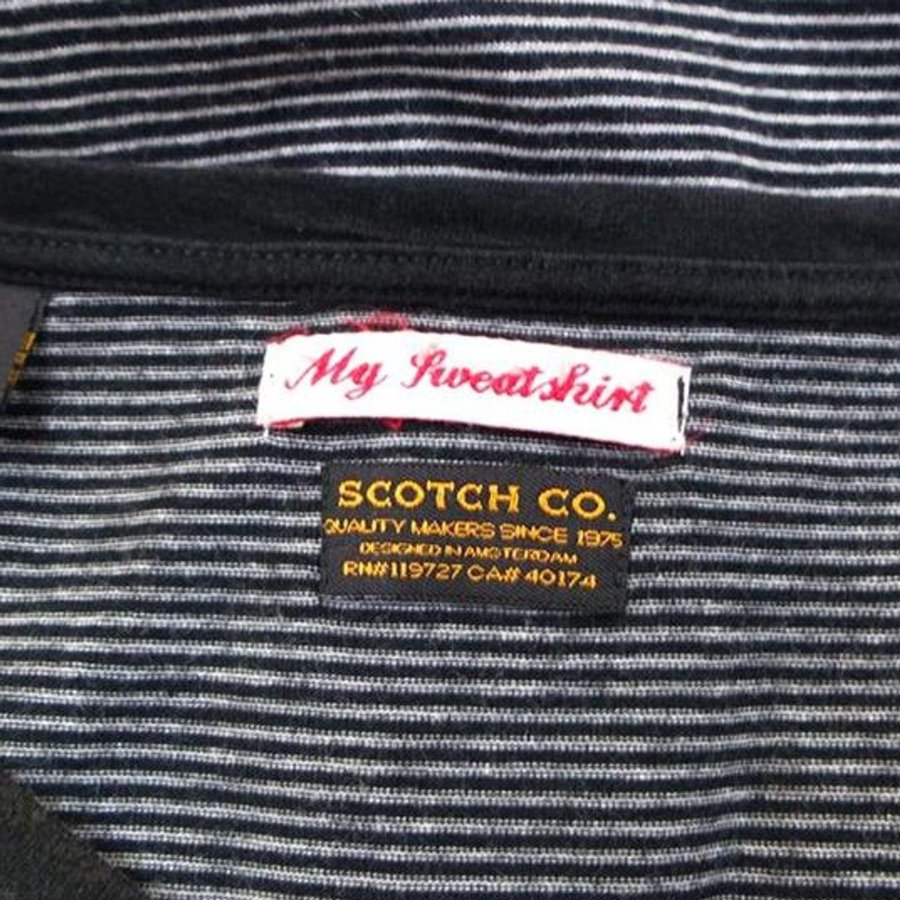 My Sweatshirt
SCOTCH CO.
QUALITY MAKERS SINCE 1975
DESIGNED IN AMSTERDAM
RN#119727 CA# 40174